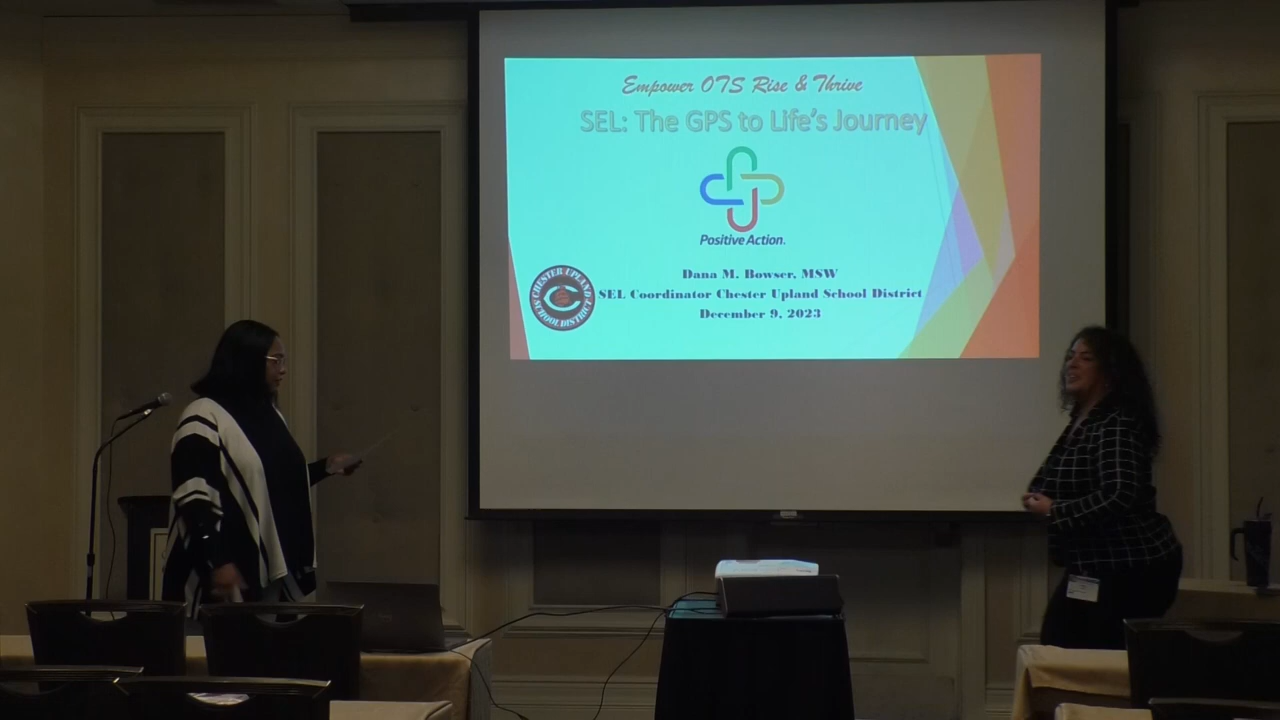 Empower OTS Rise & Thrive
SEL: The GPS to Life's Journey
Positive Action.
Dana M. Bowser, MSW
SEL Coordinator Chester Upland School District
December 9, 2023
CHESTER UPLAND
SCHOOL DISTRICT